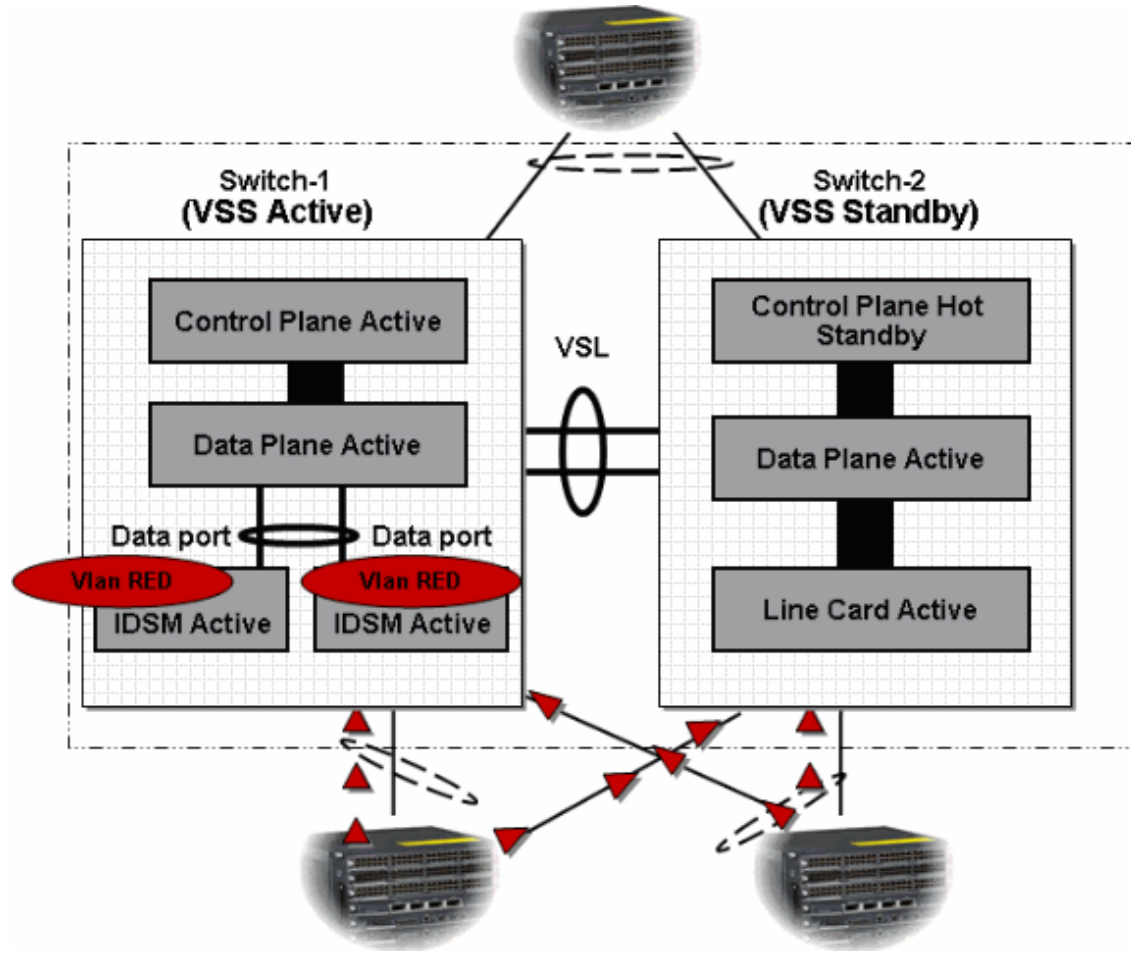 Switch-1
(VSS Active)
Switch-2
(VSS Standby)
Control Plane Active
Control Plane Hot
Standby
VSL
Data Plane Active
Data Plane Active
Data port
Data port
Vlan RED
Vlan RED
IDSM Active
IDSM Active
Line Card Active